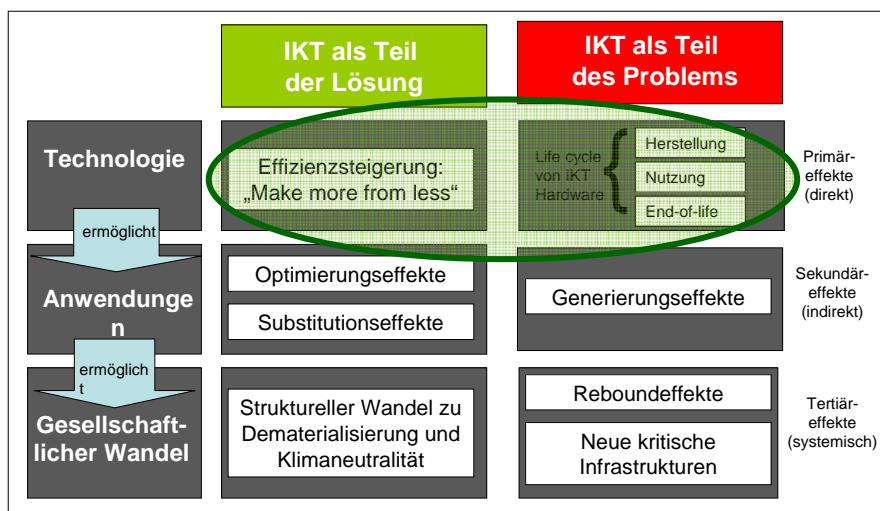 IKT als Teil
der Lösung
IKT als Teil
des Problems
Technologie
Effizienzsteigerung:
„Make more from less“
Life cycle
von IKT
Hardware
Herstellung
Nutzung
End-of-life
Primär-
effekte
(direkt)
ermöglicht
Anwendunge
n
Optimierungseffekte
Substitutionseffekte
Generierungseffekte
Sekundär-
effekte
(indirekt)
ermöglich
t
Gesellschaft-
licher Wandel
Struktureller Wandel zu
Dematerialisierung und
Klimaneutralität
Reboundeffekte
Neue kritische
Infrastrukturen
Tertiär-
effekte
(systemisch)